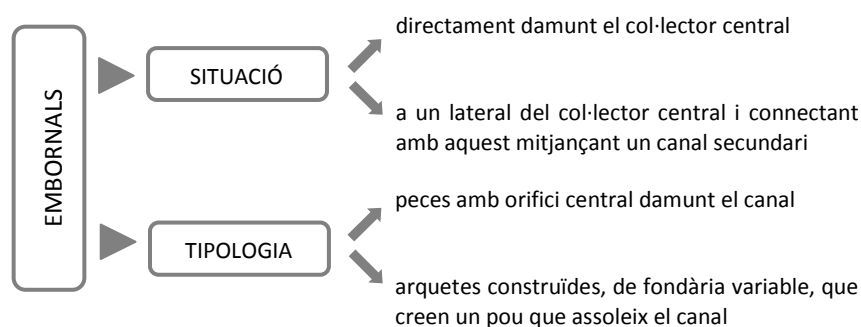 EMBORNALS
SITUACIÓ
directament damunt el col·lector central
a un lateral del col·lector central i connectant
amb aquest mitjançant un canal secundari
TIPOLOGIA
peces amb orifici central damunt el canal
arquetes construïdes, de fondària variable, que
creen un pou que assoleix el canal